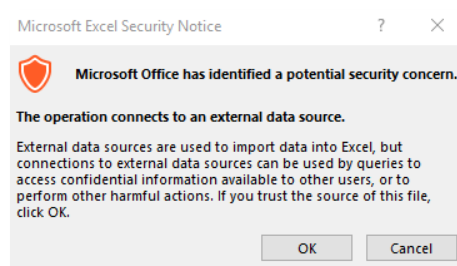 Microsoft Excel Security Notice ? ×
Microsoft Office has identified a potential security concern.
The operation connects to an external data source.
External data sources are used to import data into Excel, but
connections to external data sources can be used by queries to
access confidential information available to other users, or to
perform other harmful actions. If you trust the source of this file,
click OK.
OK Cancel